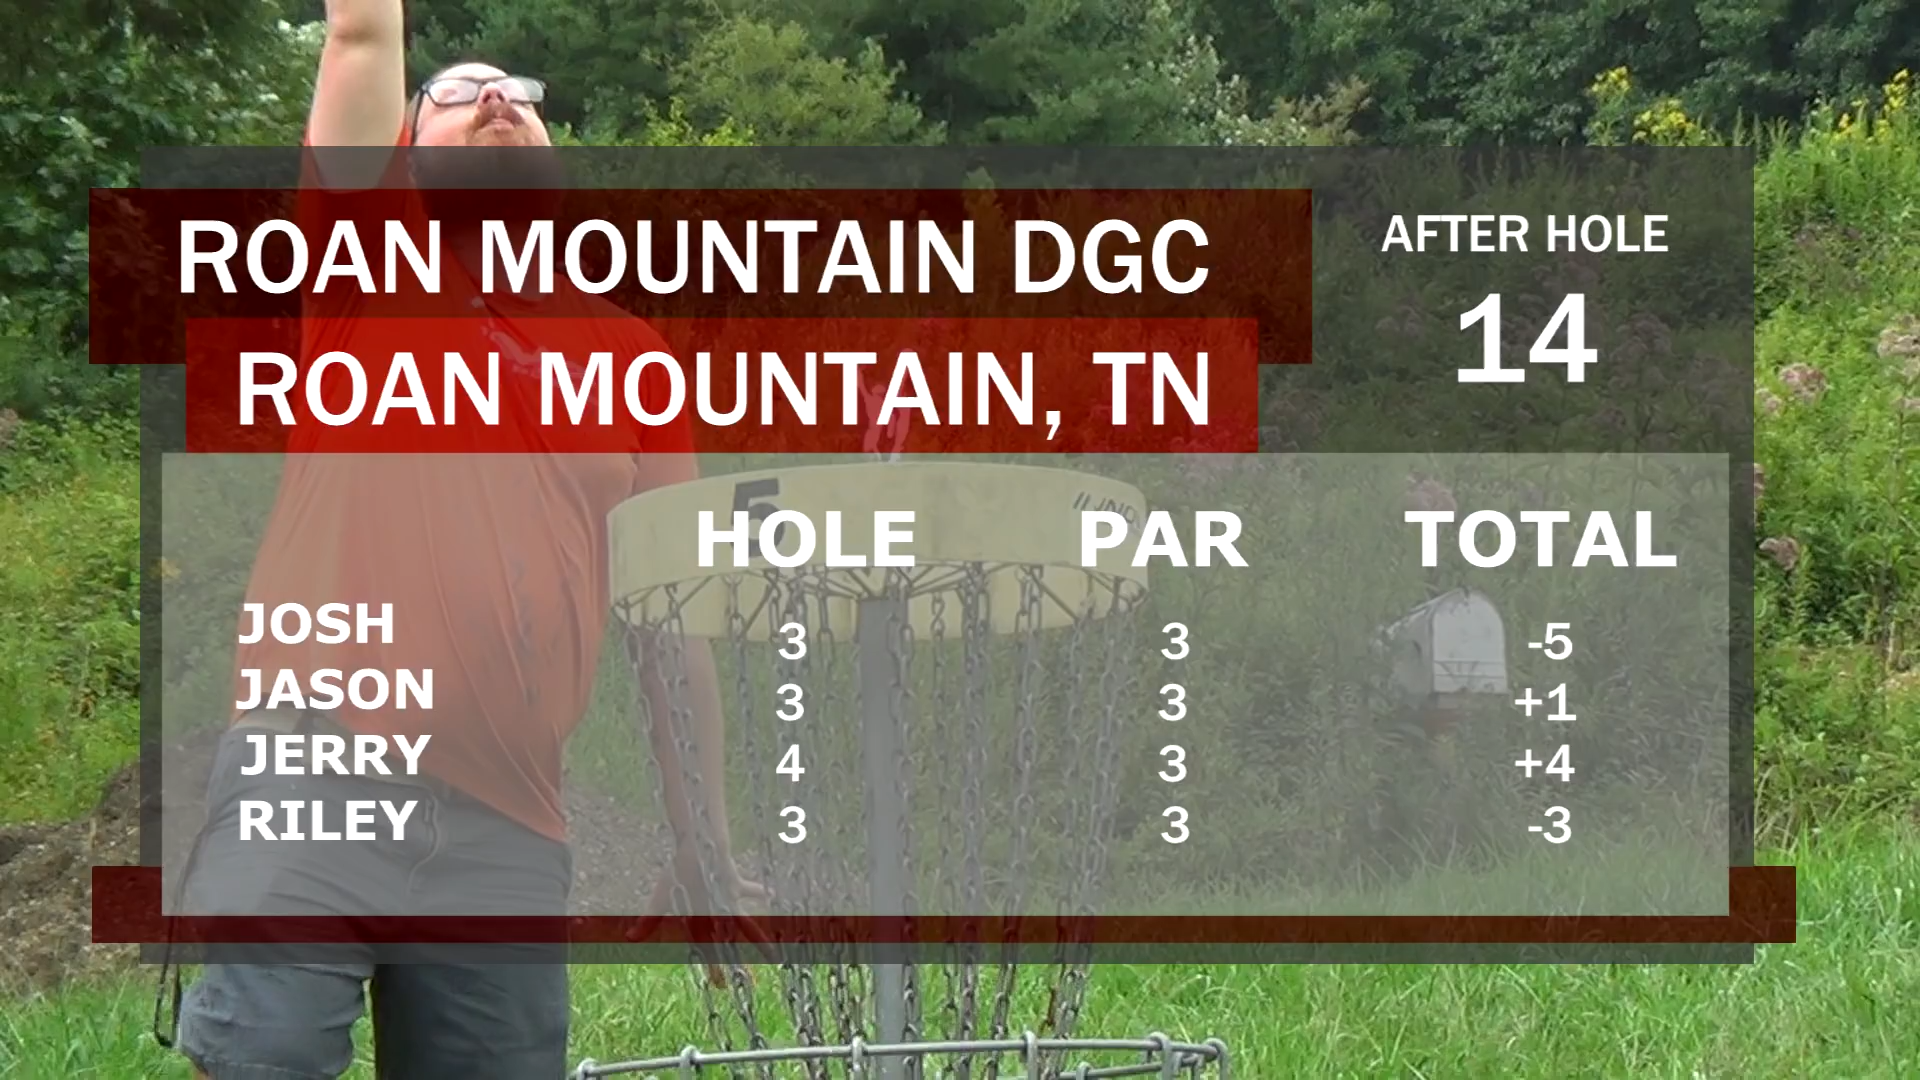 ROAN MOUNTAIN DGC
ROAN MOUNTAIN, TN
AFTER HOLE
14
5
HOLE PAR TOTAL
JOSH 3 3 -5
JASON 3 3 +1
JERRY 4 3 +4
RILEY 3 3 -3